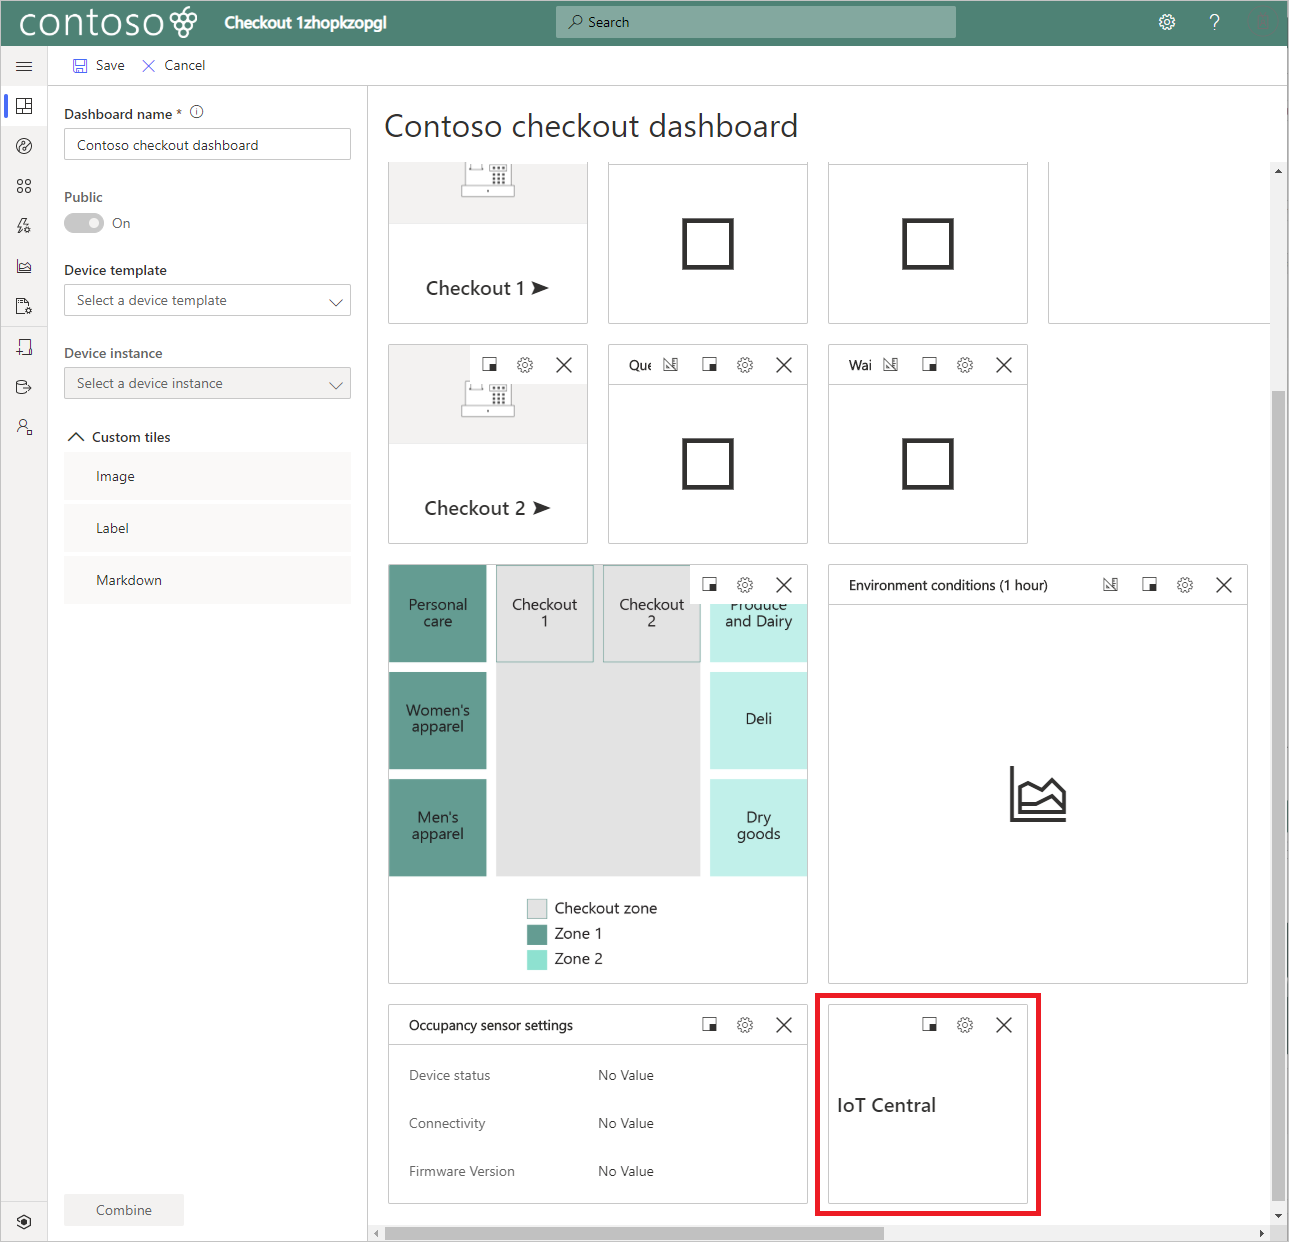 contoso
Checkout 1zhopkzopgl
Search
?
Save
Cancel
Dashboard name *
Contoso checkout dashboard
Public
On
Device template
Select a device template
Device instance
Select a device instance
Custom tiles
Image
Label
Markdown
Combine
Contoso checkout dashboard
Checkout 1
Checkout 2
Que
Wai
Personal
care
Checkout
1
Checkout
2
Produce
and Dairy
Women's
apparel
Deli
Men's
apparel
Dry
goods
Checkout zone
Zone 1
Zone 2
Environment conditions (1 hour)
Occupancy sensor settings
Device status
No Value
Connectivity
No Value
Firmware Version
No Value
IoT Central